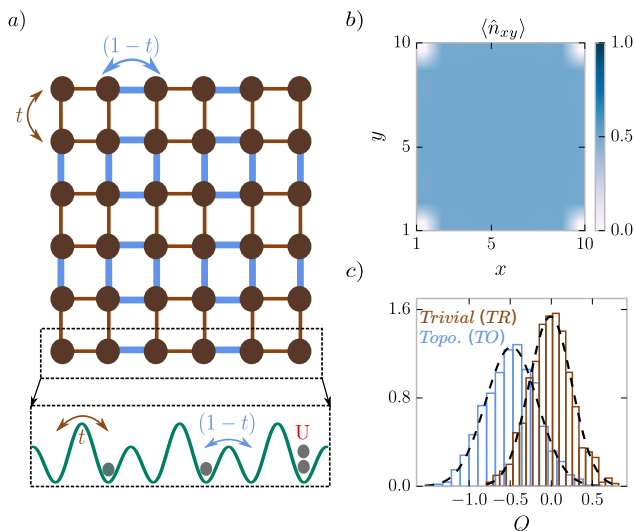 a)
(1 − t)
t
t
(1 − t)
U
b)
⟨n̂xy⟩
10
5
1
y
1
5
10
x
1.0
0.5
0.0
c)
Trivial (TR)
Topo. (TO)
1.6
0.8
0.0
−1.0
−0.5
0.0
0.5
Q